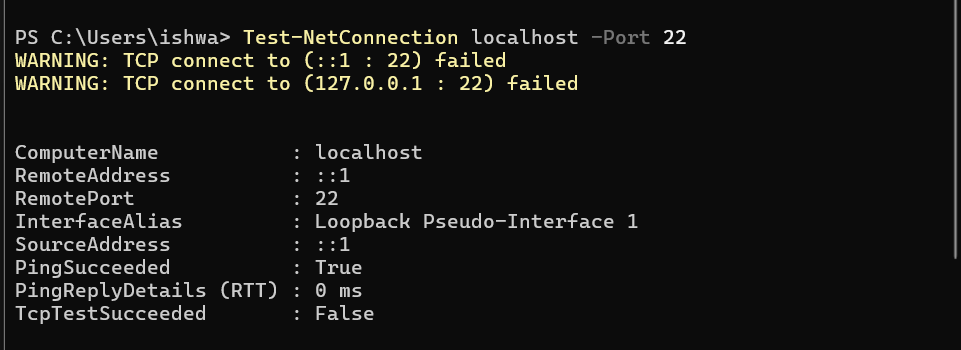 PS C:\Users\ishwa> Test-NetConnection localhost -Port 22
WARNING: TCP connect to (::1 : 22) failed
WARNING: TCP connect to (127.0.0.1 : 22) failed
ComputerName           : localhost
RemoteAddress          : ::1
RemotePort             : 22
InterfaceAlias         : Loopback Pseudo-Interface 1
SourceAddress          : ::1
PingSucceeded          : True
PingReplyDetails (RTT) : 0 ms
TcpTestSucceeded       : False